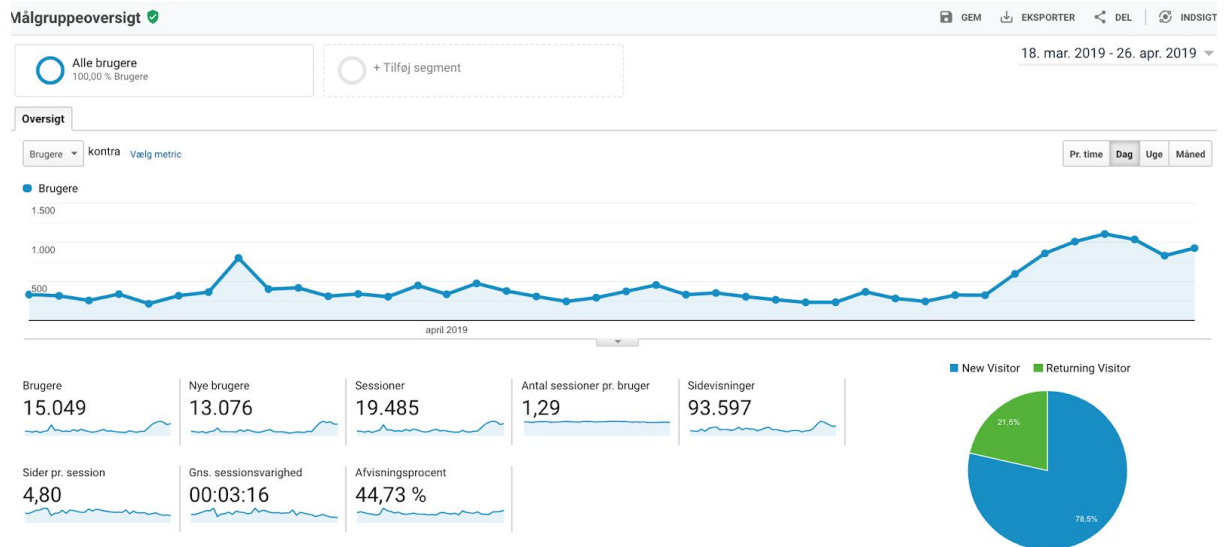 Målgruppeoversigt
GEM EKSPORTER DEL INDSIGT
Alle brugere
100,00 % Brugere
+ Tilføj segment
18. mar. 2019 - 26. apr. 2019
Oversigt
Brugere kontra Vælg metric
Pr. time Dag Uge Måned
Brugere
1.500
1.000
500
april 2019
New Visitor Returning Visitor
Brugere
15.049
Nye brugere
13.076
Sessioner
19.485
Antal sessioner pr. bruger
1,29
Sidevisninger
93.597
Sider pr. session
4,80
Gns. sessionsvarighed
00:03:16
Afvisningsprocent
44,73 %
21,5%
78,5%